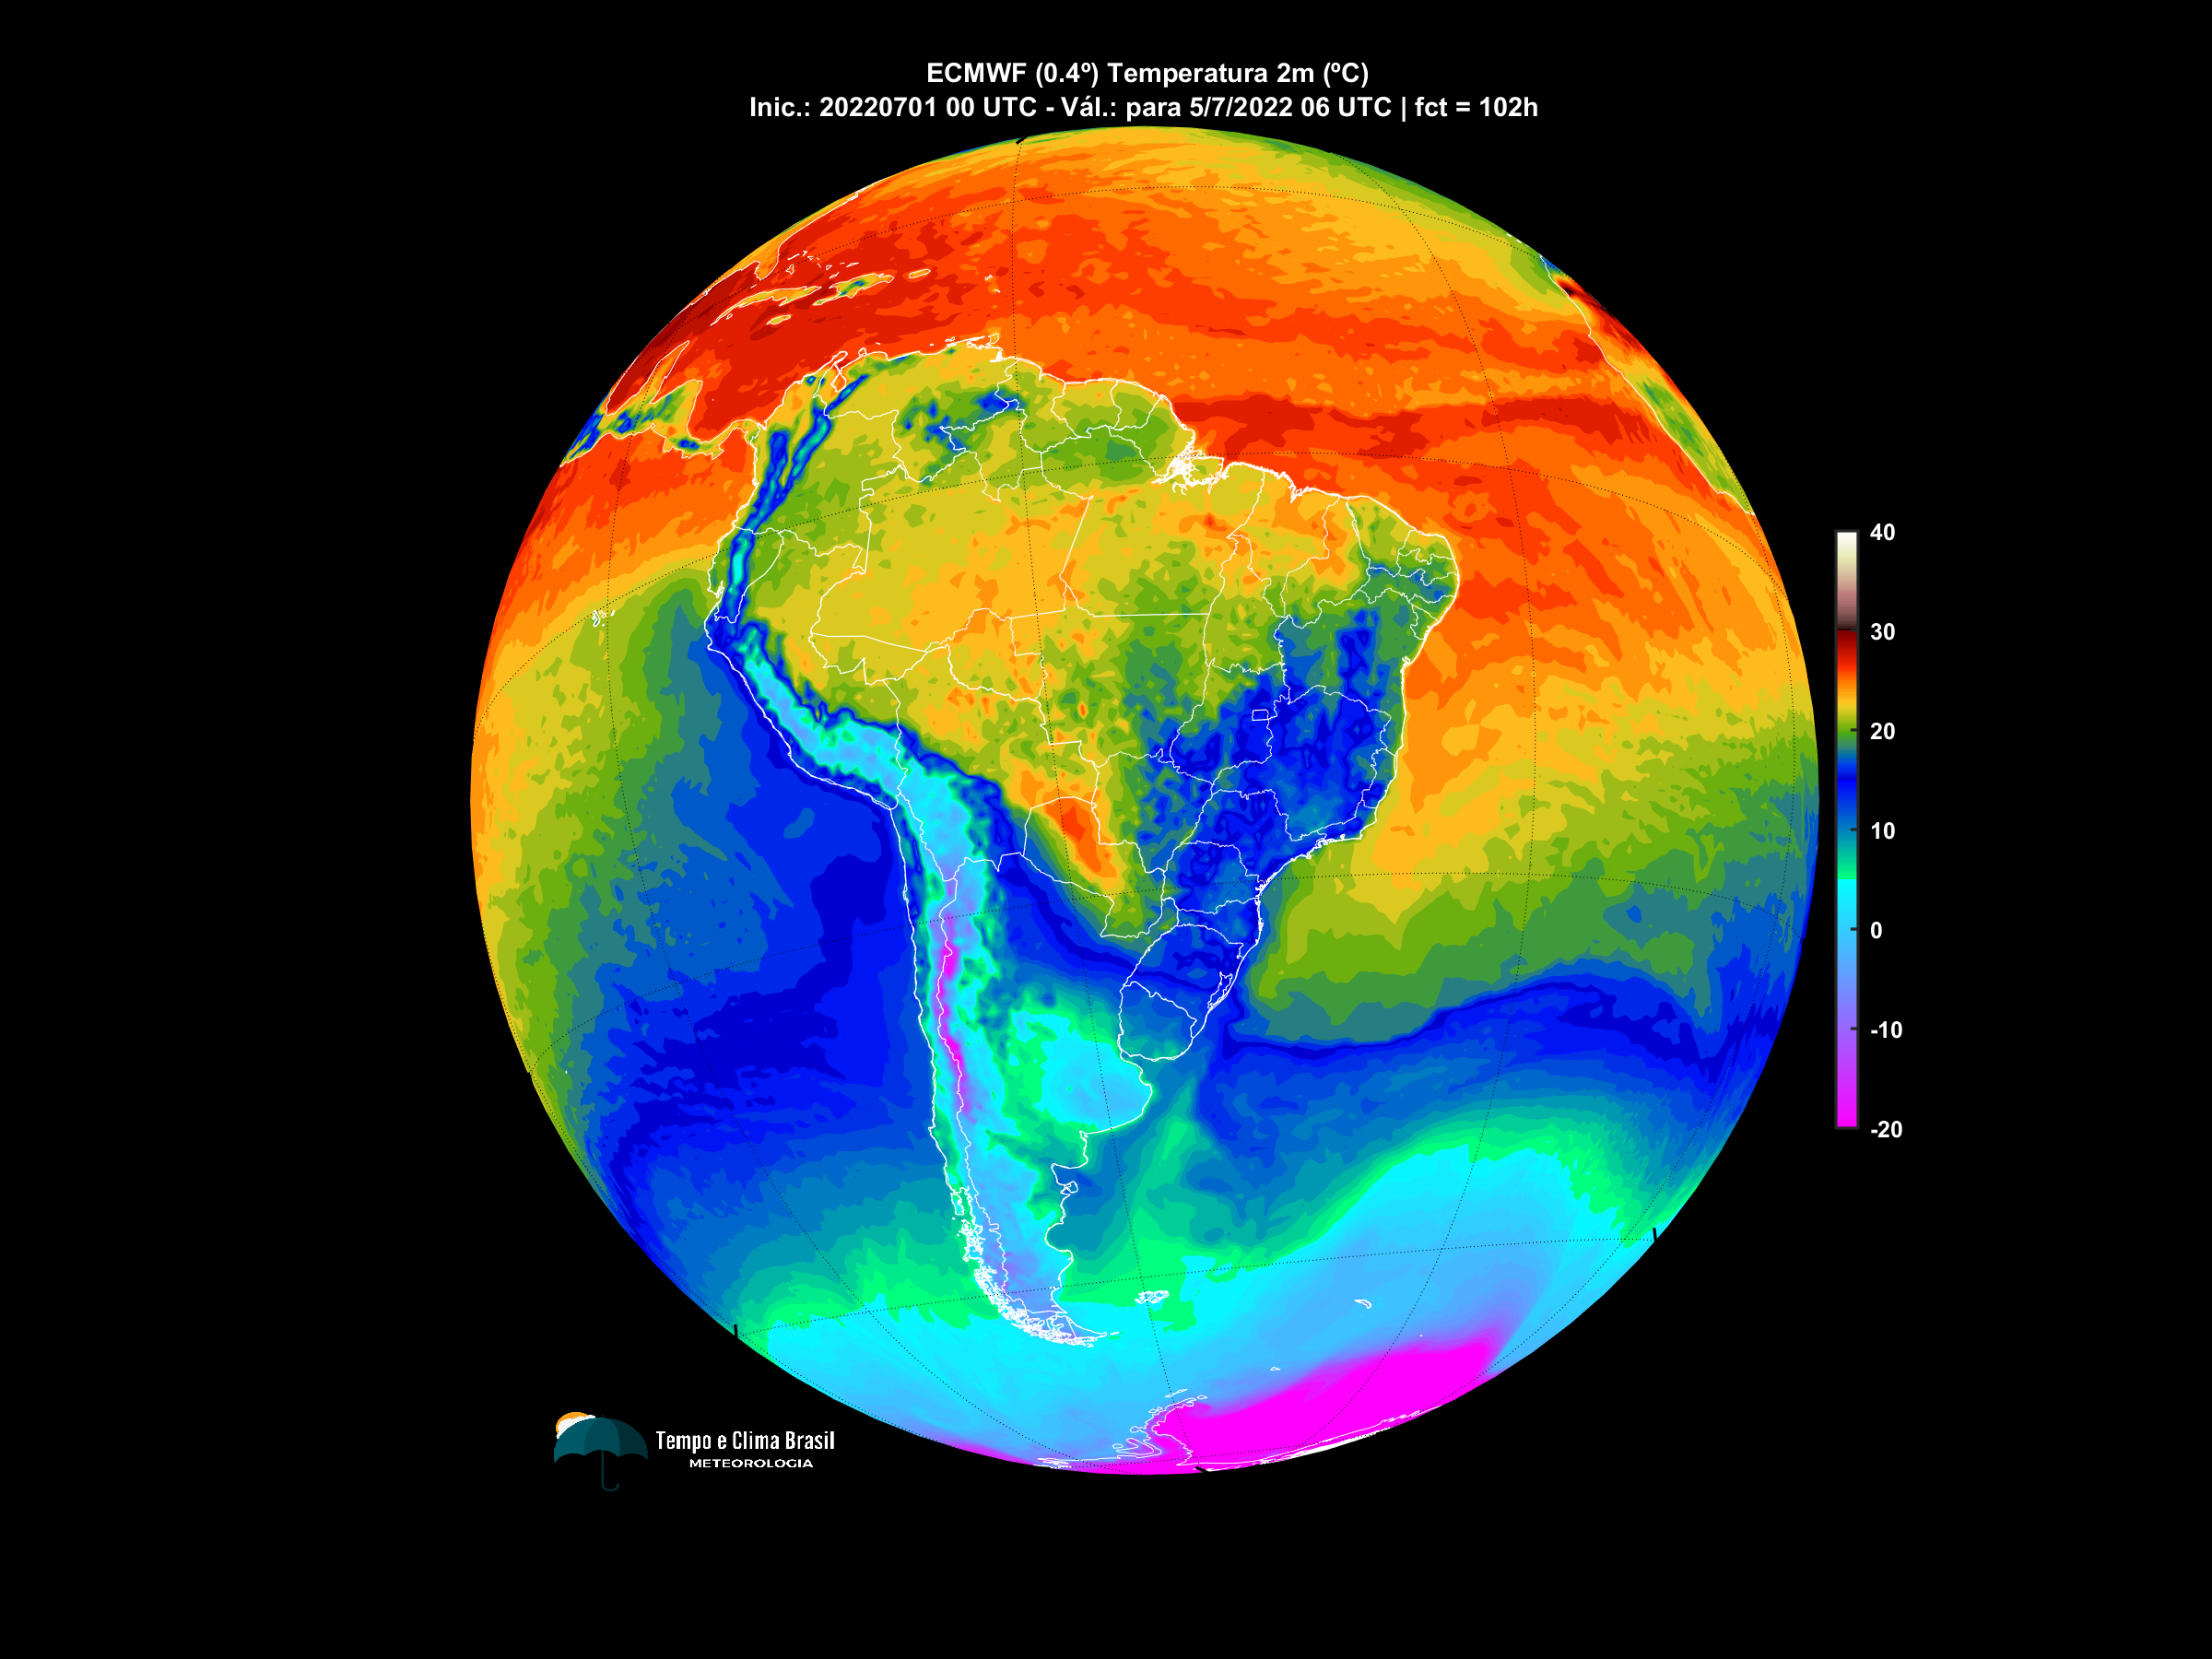 ECMWF (0.4º) Temperatura 2m (ºC)
Inic.: 20220701 00 UTC - Vál.: para 5/7/2022 06 UTC | fct = 102h
40
30
20
10
0
-10
-20
Tempo e Clima Brasil
METEOROLOGIA